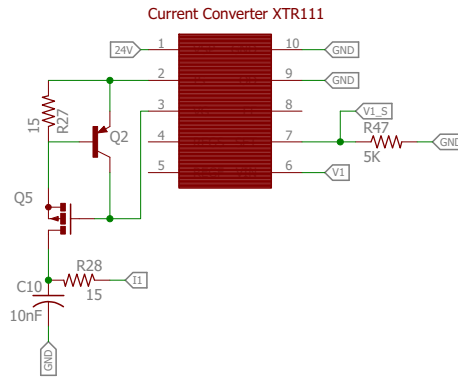 Current Converter XTR111
24V
1
10
GND
2
9
GND
3
8
4
7
5
6
V1
15
R27
Q2
V1_S
R47
5K
GND
Q5
R28
15
I1
C10
10nF
GND